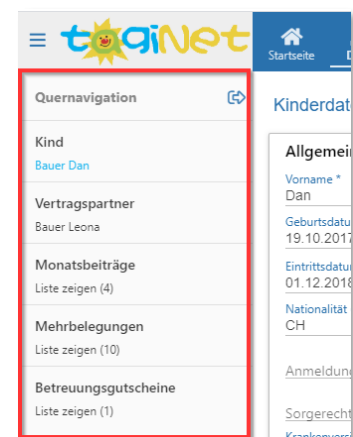 togiNet
Startseite
Quernavigation
Kind
Bauer Dan
Vertragspartner
Bauer Leona
Monatsbeiträge
Liste zeigen (4)
Mehrbelegungen
Liste zeigen (10)
Betreuungsgutscheine
Liste zeigen (1)
Kinderdat
Allgemei
Vorname *
Dan
Geburtsdatu
19.10.2017
Eintrittsdatu
01.12.2018
Nationalität
CH
Anmeldung
Sorgerecht